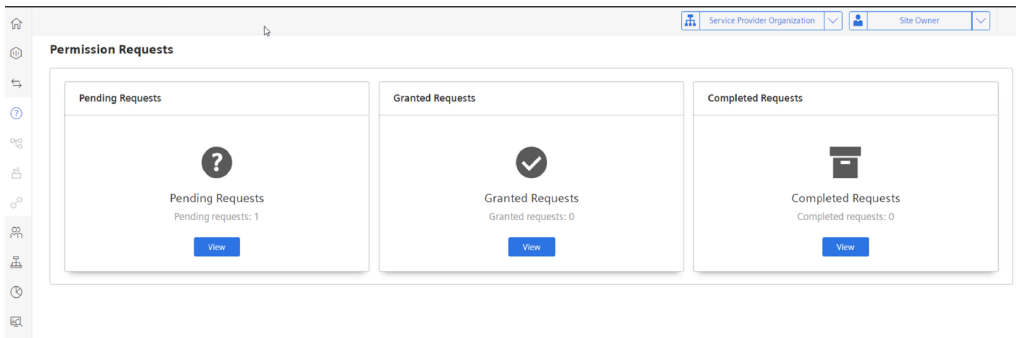 Service Provider Organization
Site Owner
Permission Requests
Pending Requests
Granted Requests
Completed Requests
Pending Requests
Pending requests: 1
View
Granted Requests
Granted requests: 0
View
Completed Requests
Completed requests: 0
View